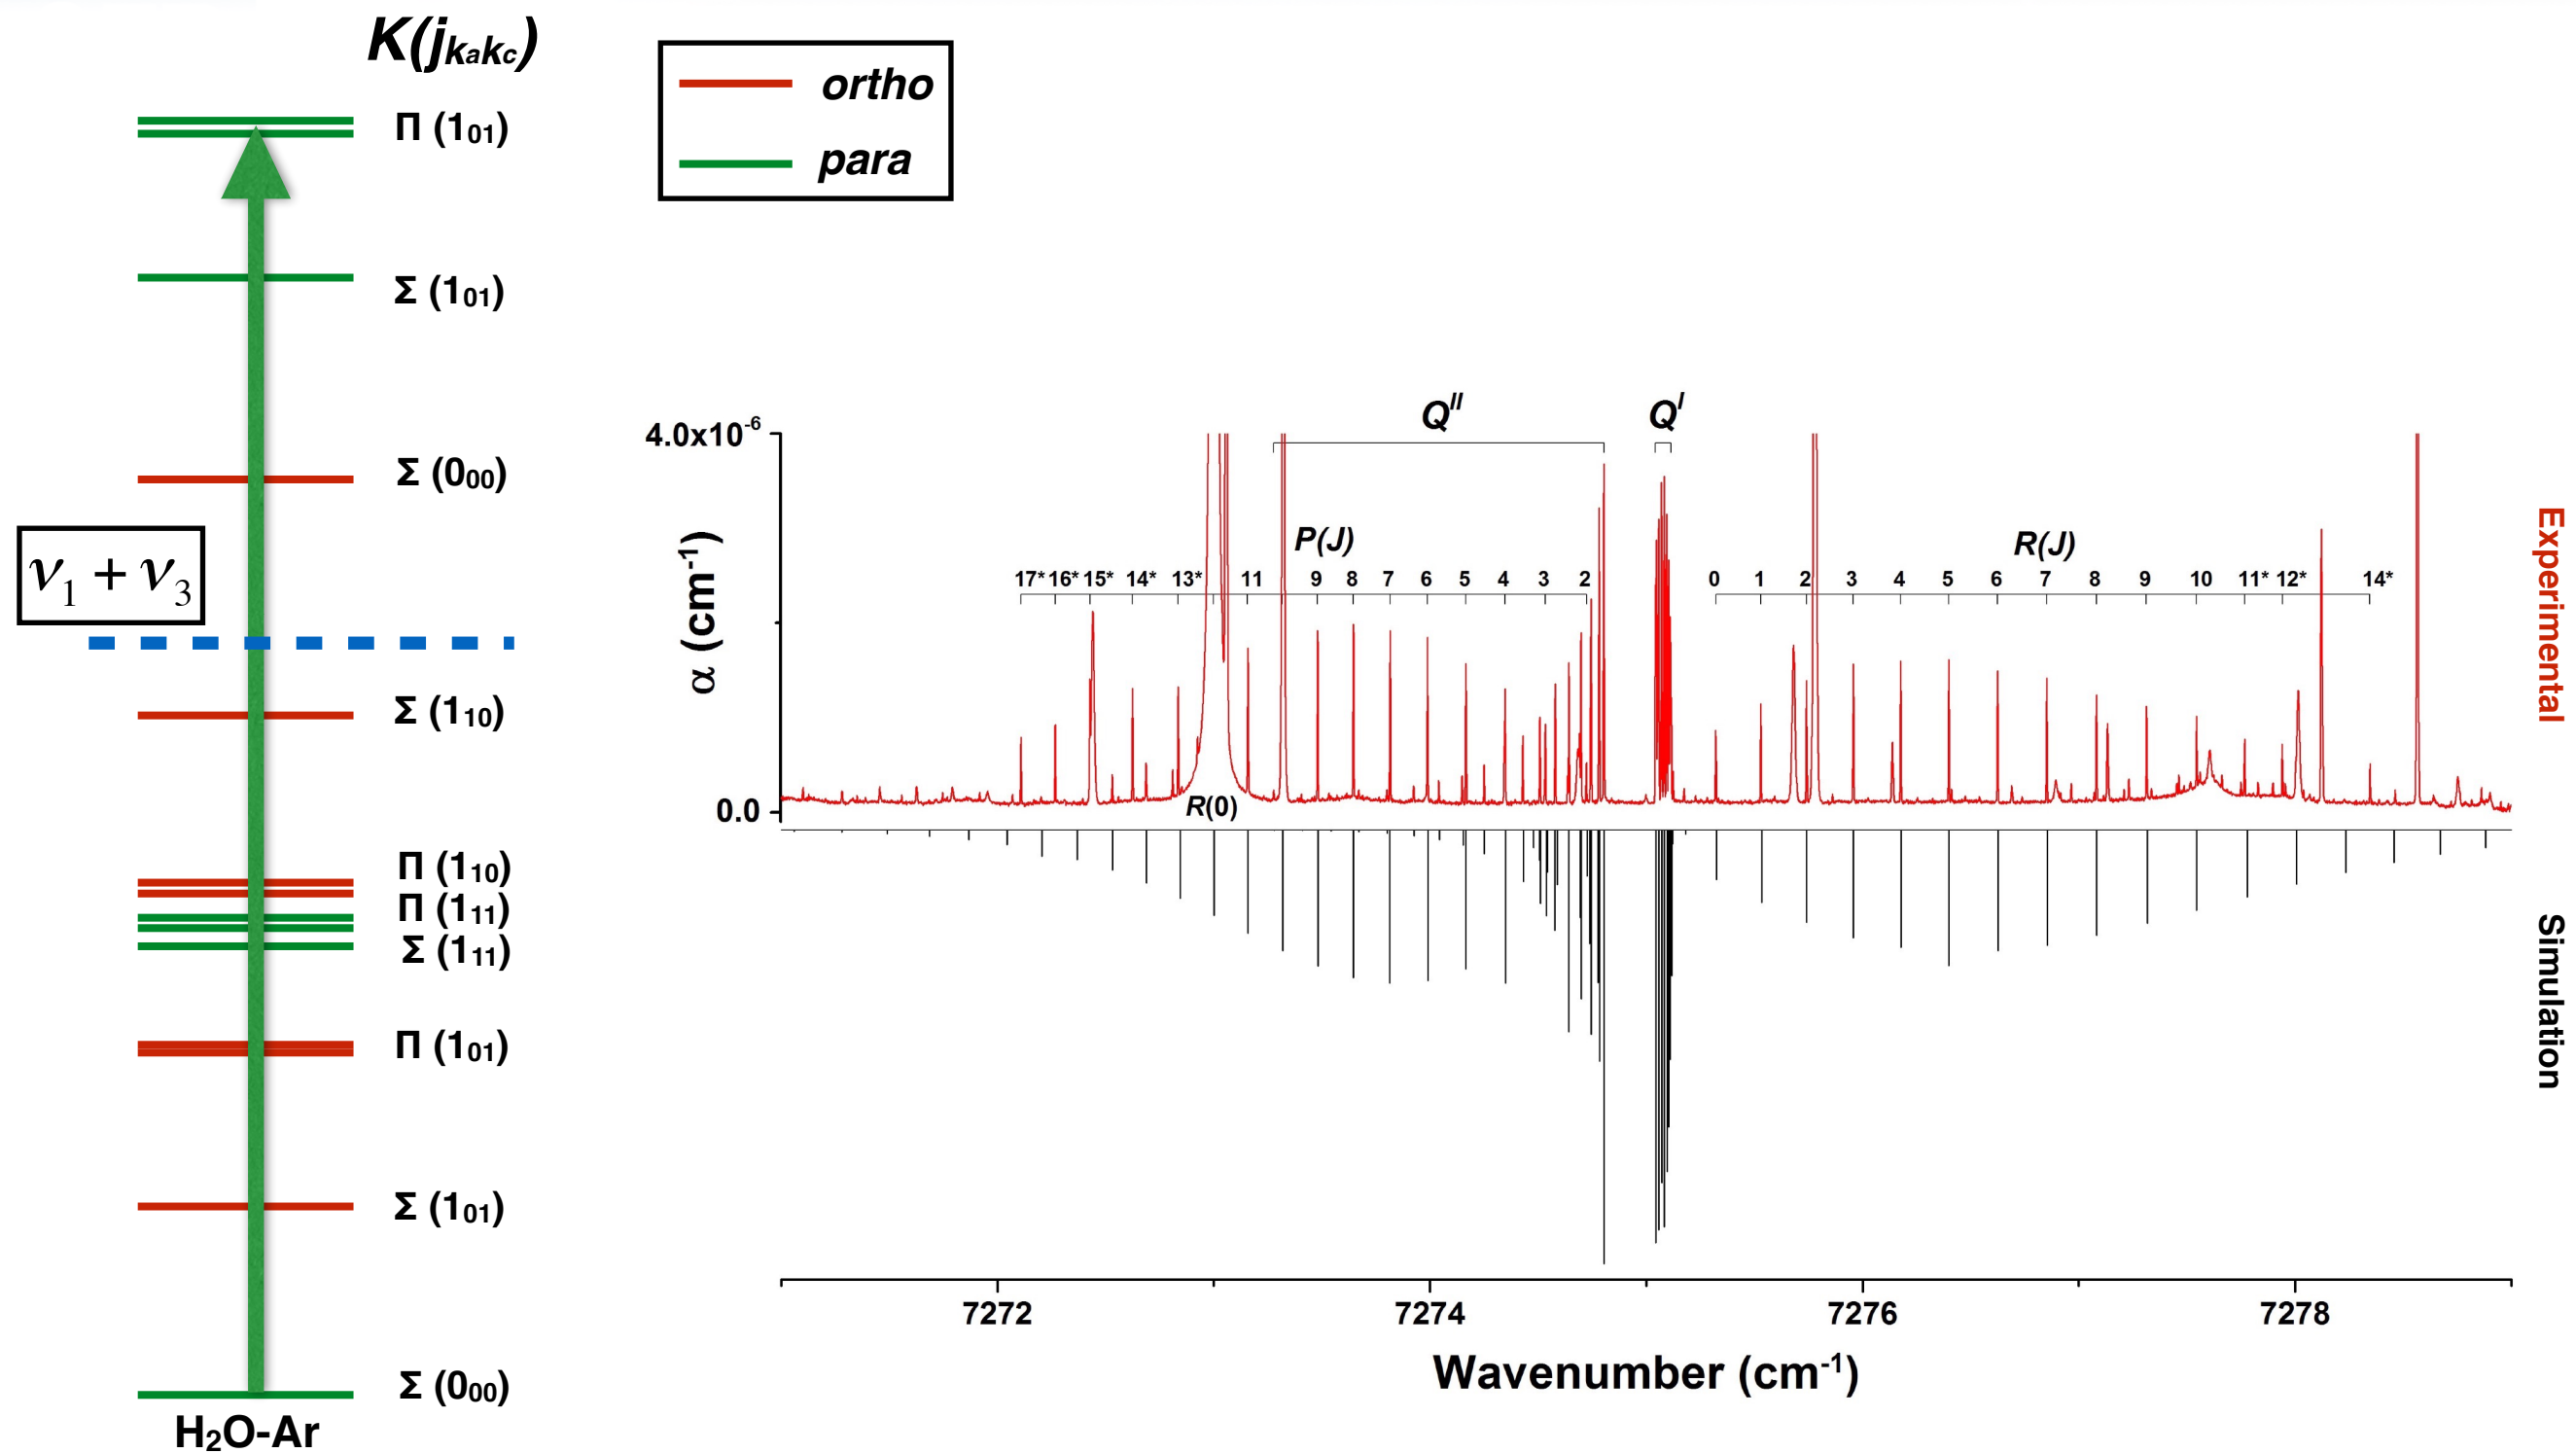 K(jkakc)
Π (1₀₁)
Σ (1₀₁)
Σ (0₀₀)
ν₁ + ν₃
Σ (1₁₀)
Π (1₁₀)
Π (1₁₁)
Σ (1₁₁)
Π (1₀₁)
Σ (1₀₁)
Σ (0₀₀)
H₂O-Ar
ortho
para
Qᴵᴵ
Qᴵ
4.0x10⁻⁶
P(J)
R(J)
17* 16* 15* 14* 13* 11 9 8 7 6 5 4 3 2
0 1 2 3 4 5 6 7 8 9 10 11* 12* 14*
α (cm⁻¹)
0.0
R(0)
Experimental
Simulation
7272 7274 7276 7278
Wavenumber (cm⁻¹)